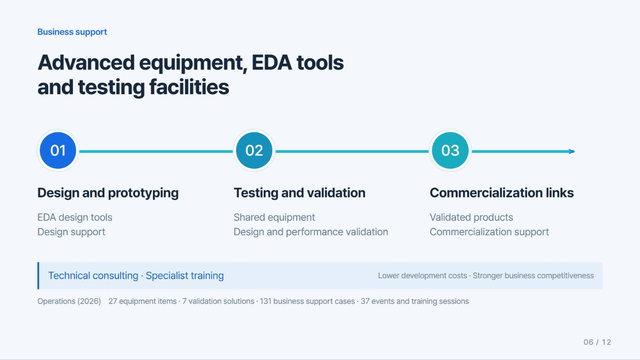 Business support
Advanced equipment, EDA tools
and testing facilities
01
02
03
Design and prototyping
EDA design tools
Design support
Testing and validation
Shared equipment
Design and performance validation
Commercialization links
Validated products
Commercialization support
Technical consulting · Specialist training
Lower development costs · Stronger business competitiveness
Operations (2026) 27 equipment items · 7 validation solutions · 131 business support cases · 37 events and training sessions
06 / 12